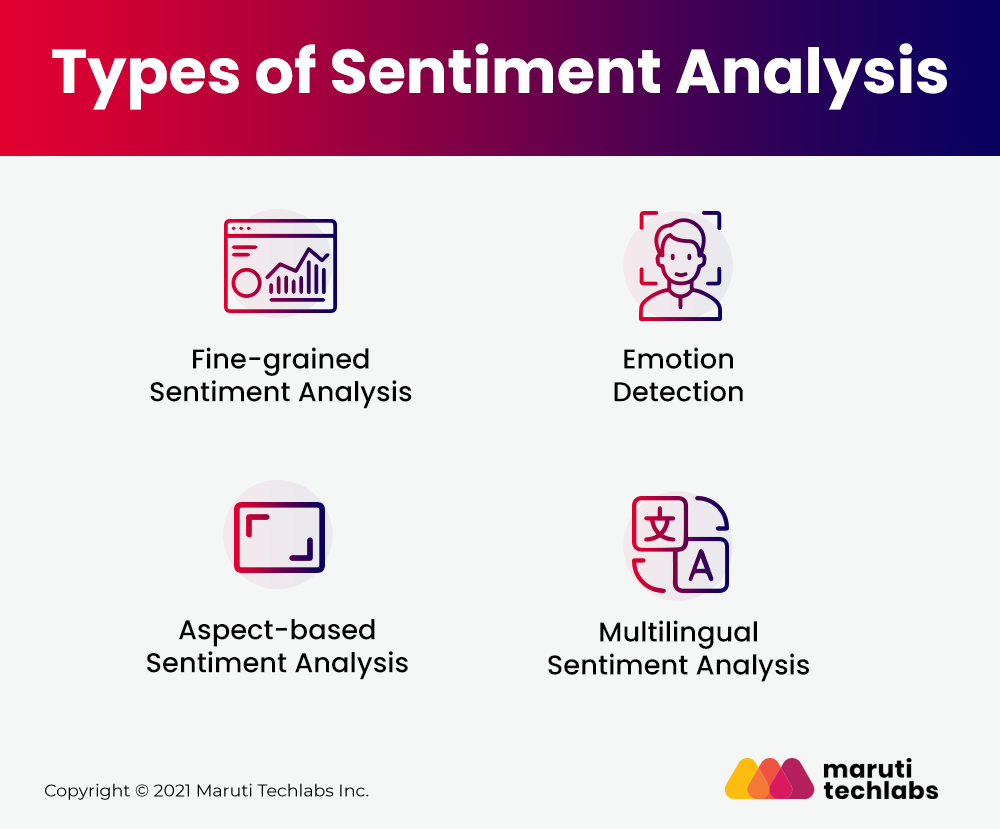 Types of Sentiment Analysis
Fine-grained
Sentiment Analysis
Emotion
Detection
Aspect-based
Sentiment Analysis
文
A
Multilingual
Sentiment Analysis
Copyright © 2021 Maruti Techlabs Inc.
maruti
techlabs